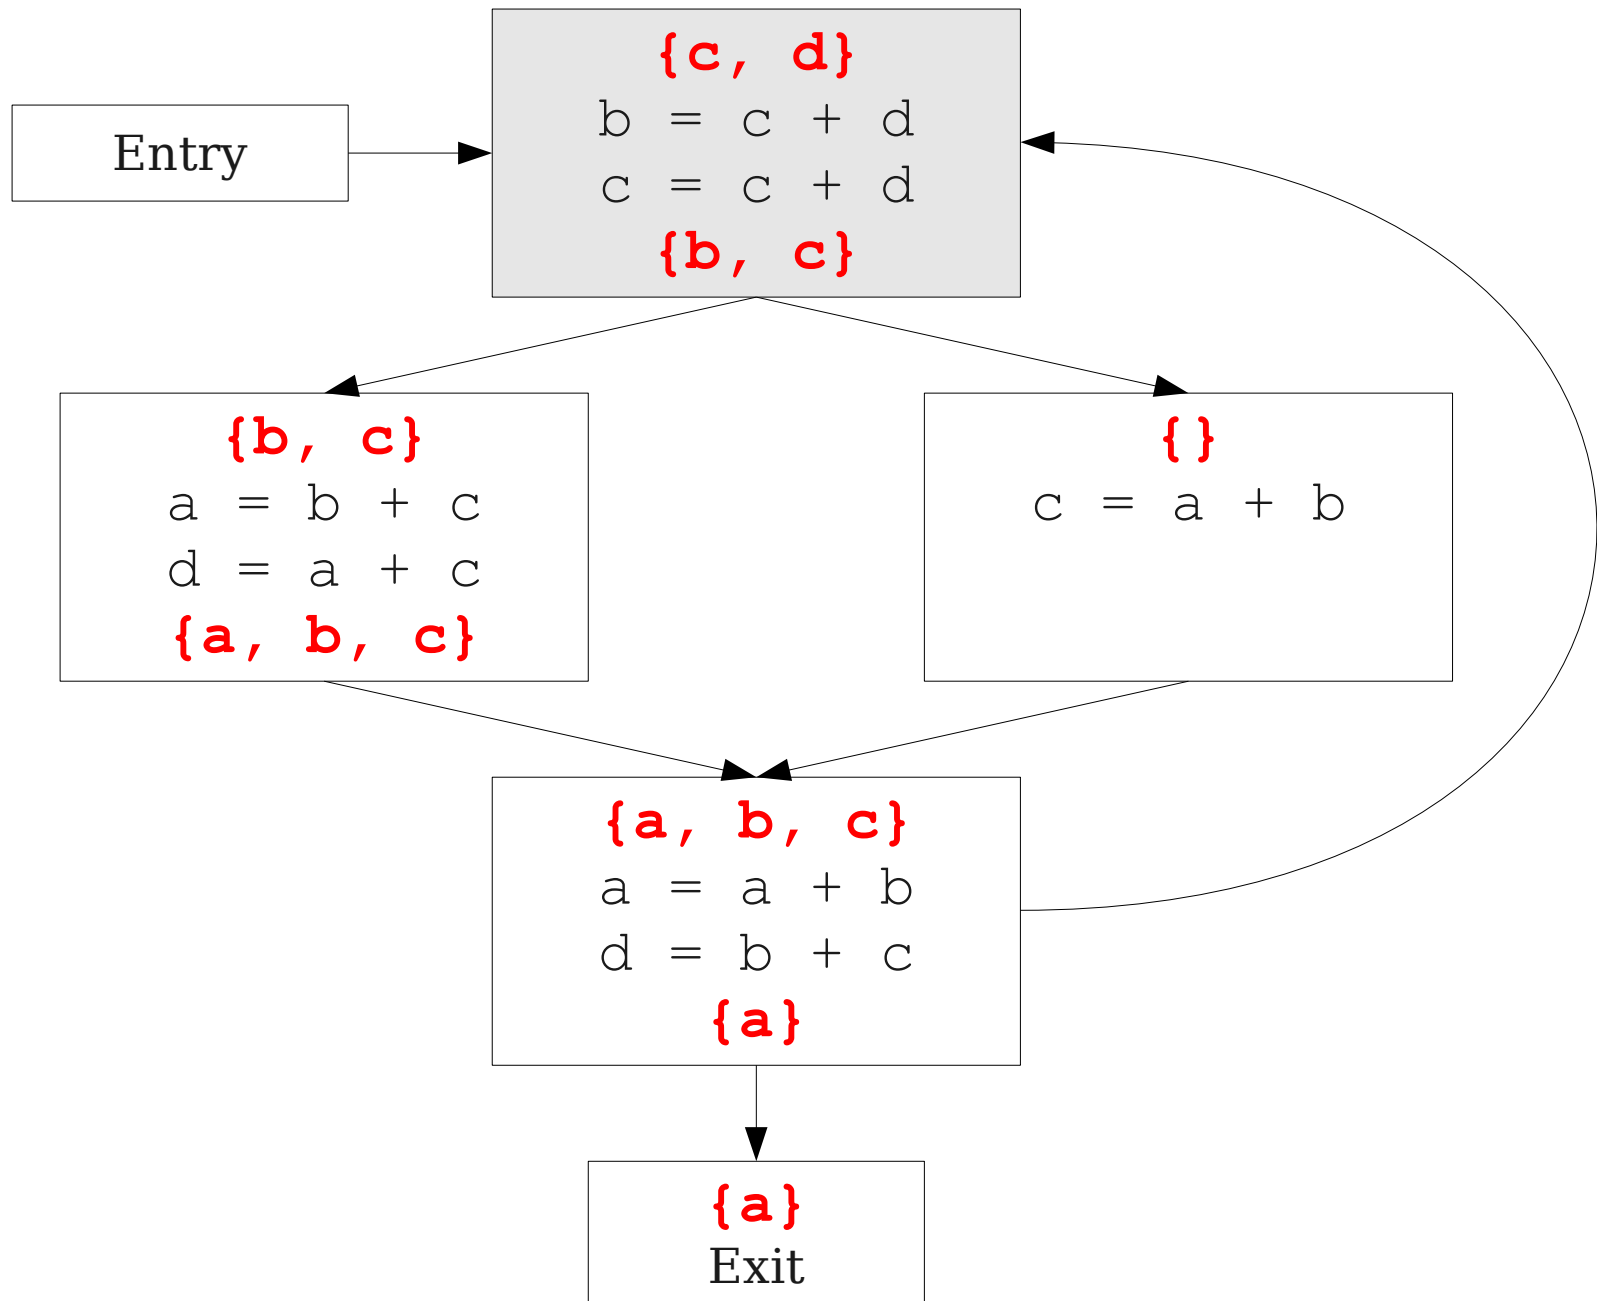 {c, d}
b = c + d
c = c + d
{b, c}
Entry
{b, c}
a = b + c
d = a + c
{a, b, c}
{}
c = a + b
{a, b, c}
a = a + b
d = b + c
{a}
{a}
Exit